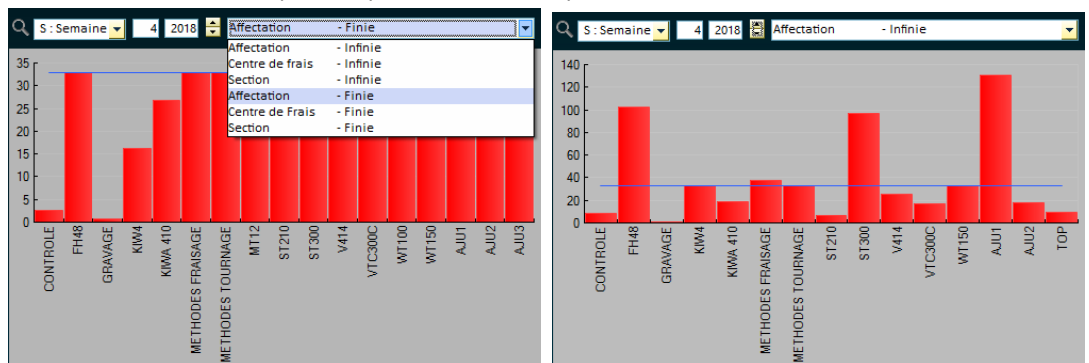 S : Semaine 4 2018 Affectation - Finie
Affectation - Infinie
Centre de frais - Infinie
Section - Infinie
Affectation - Finie
Centre de Frais - Finie
Section - Finie
35
30
25
20
15
10
5
0
CONTROLE
FH48
GRAVAGE
KIW4
KIWA 410
METHODES FRAISAGE
METHODES TOURNAGE
MT12
ST210
ST300
V414
VTC300C
WT100
WT150
AJU1
AJU2
AJU3
S : Semaine 4 2018 Affectation - Infinie
140
120
100
80
60
40
20
0
CONTROLE
FH48
GRAVAGE
KIW4
KIWA 410
METHODES FRAISAGE
METHODES TOURNAGE
ST210
ST300
V414
VTC300C
WT150
AJU1
AJU2
TOP